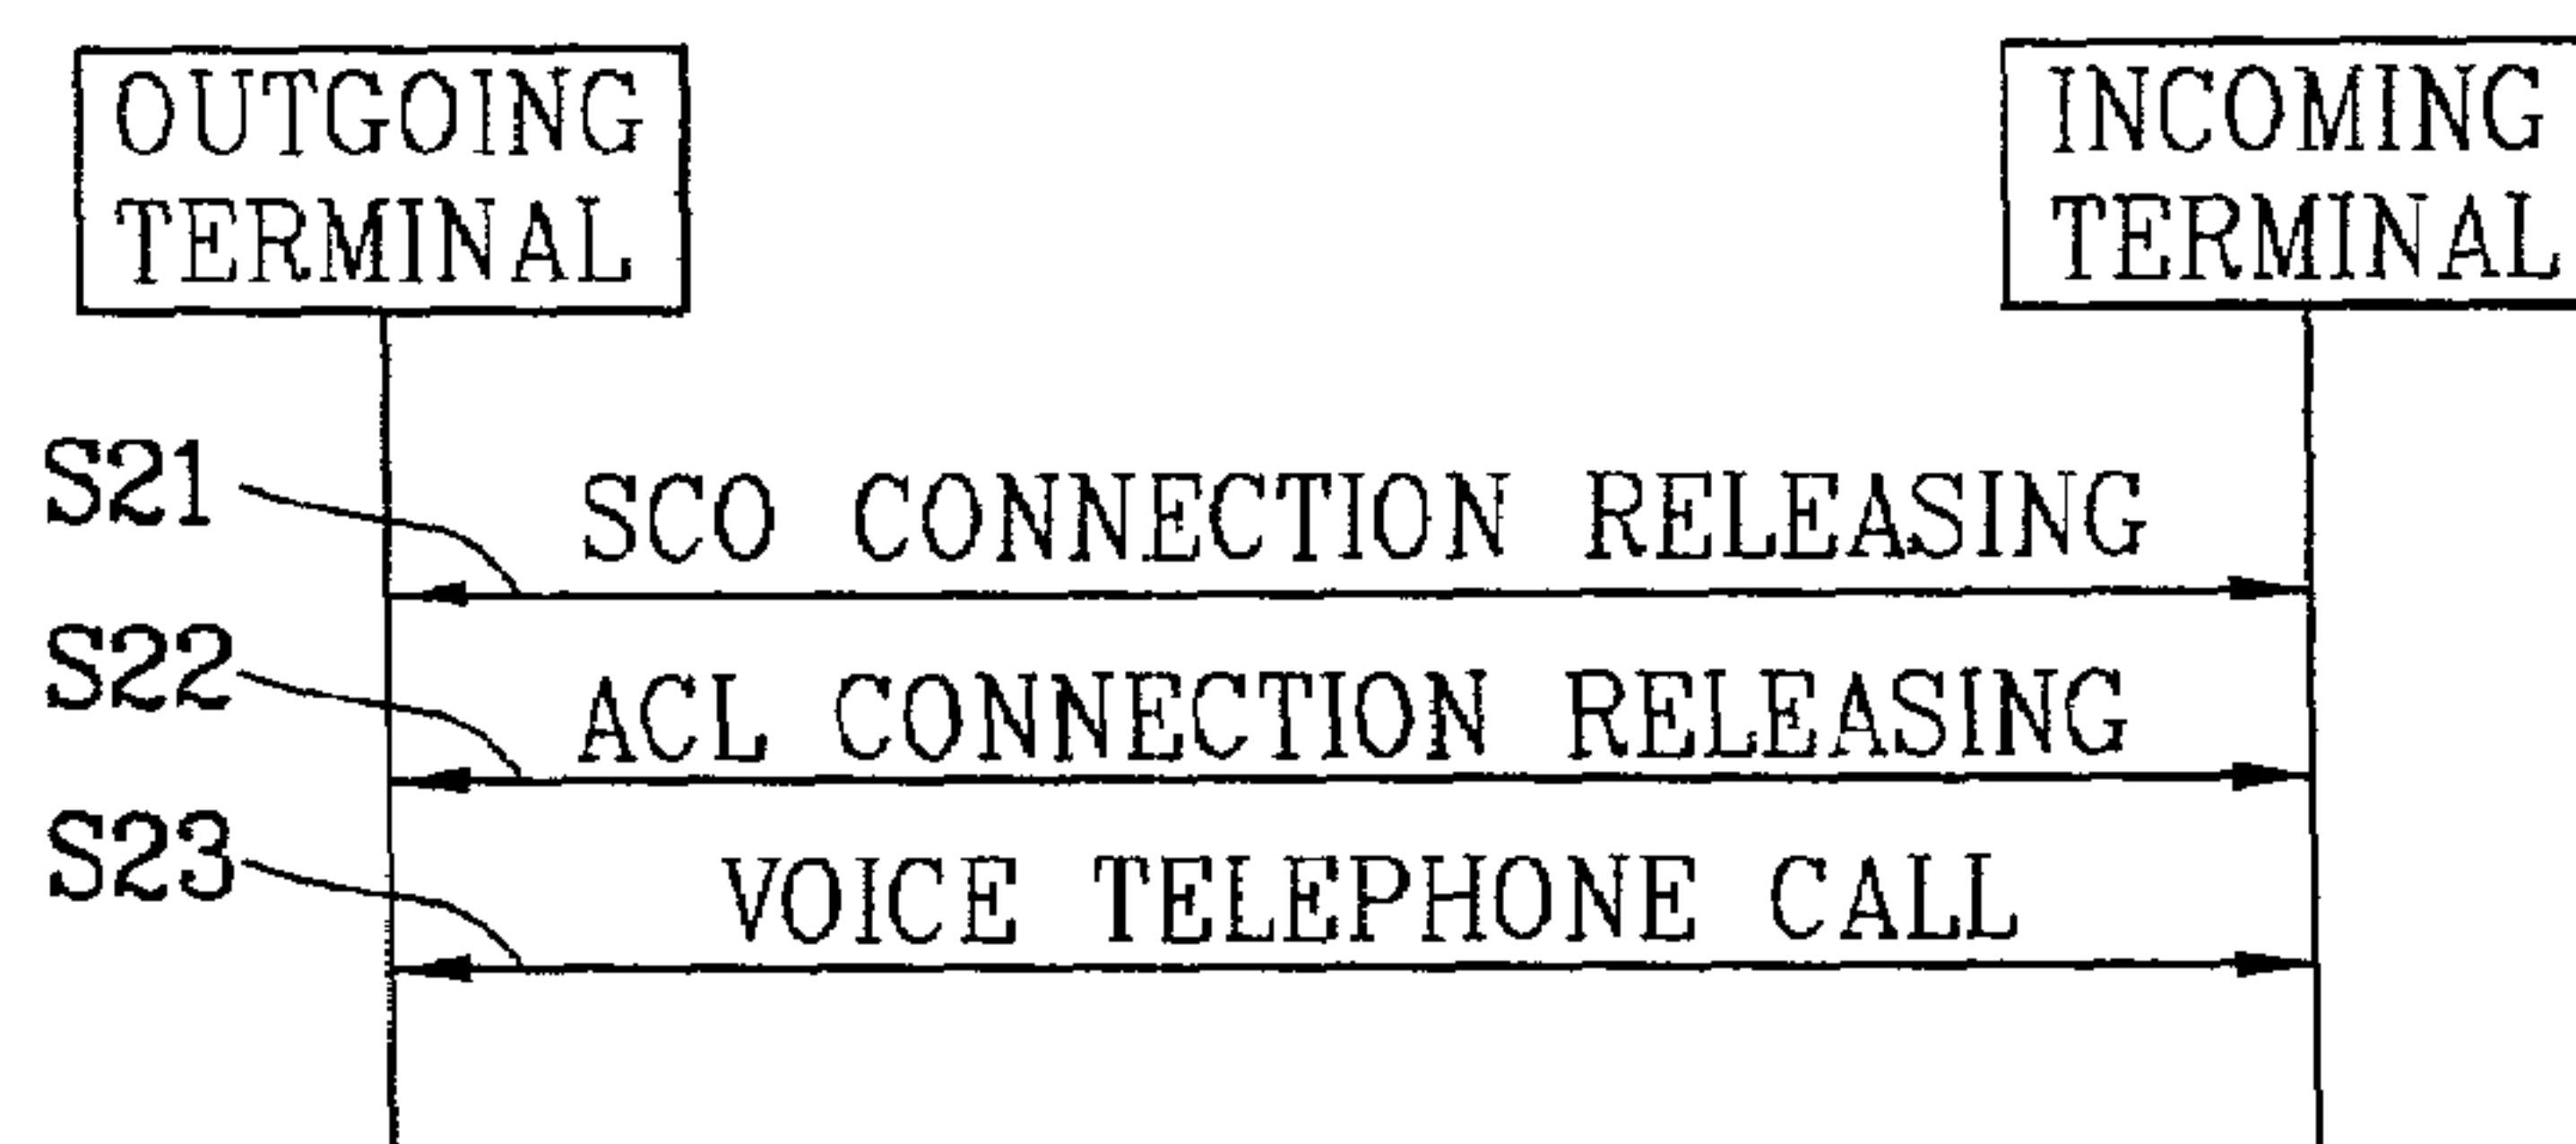 OUTGOING
TERMINAL
INCOMING
TERMINAL
S21
SCO CONNECTION RELEASING
S22
ACL CONNECTION RELEASING
S23
VOICE TELEPHONE CALL